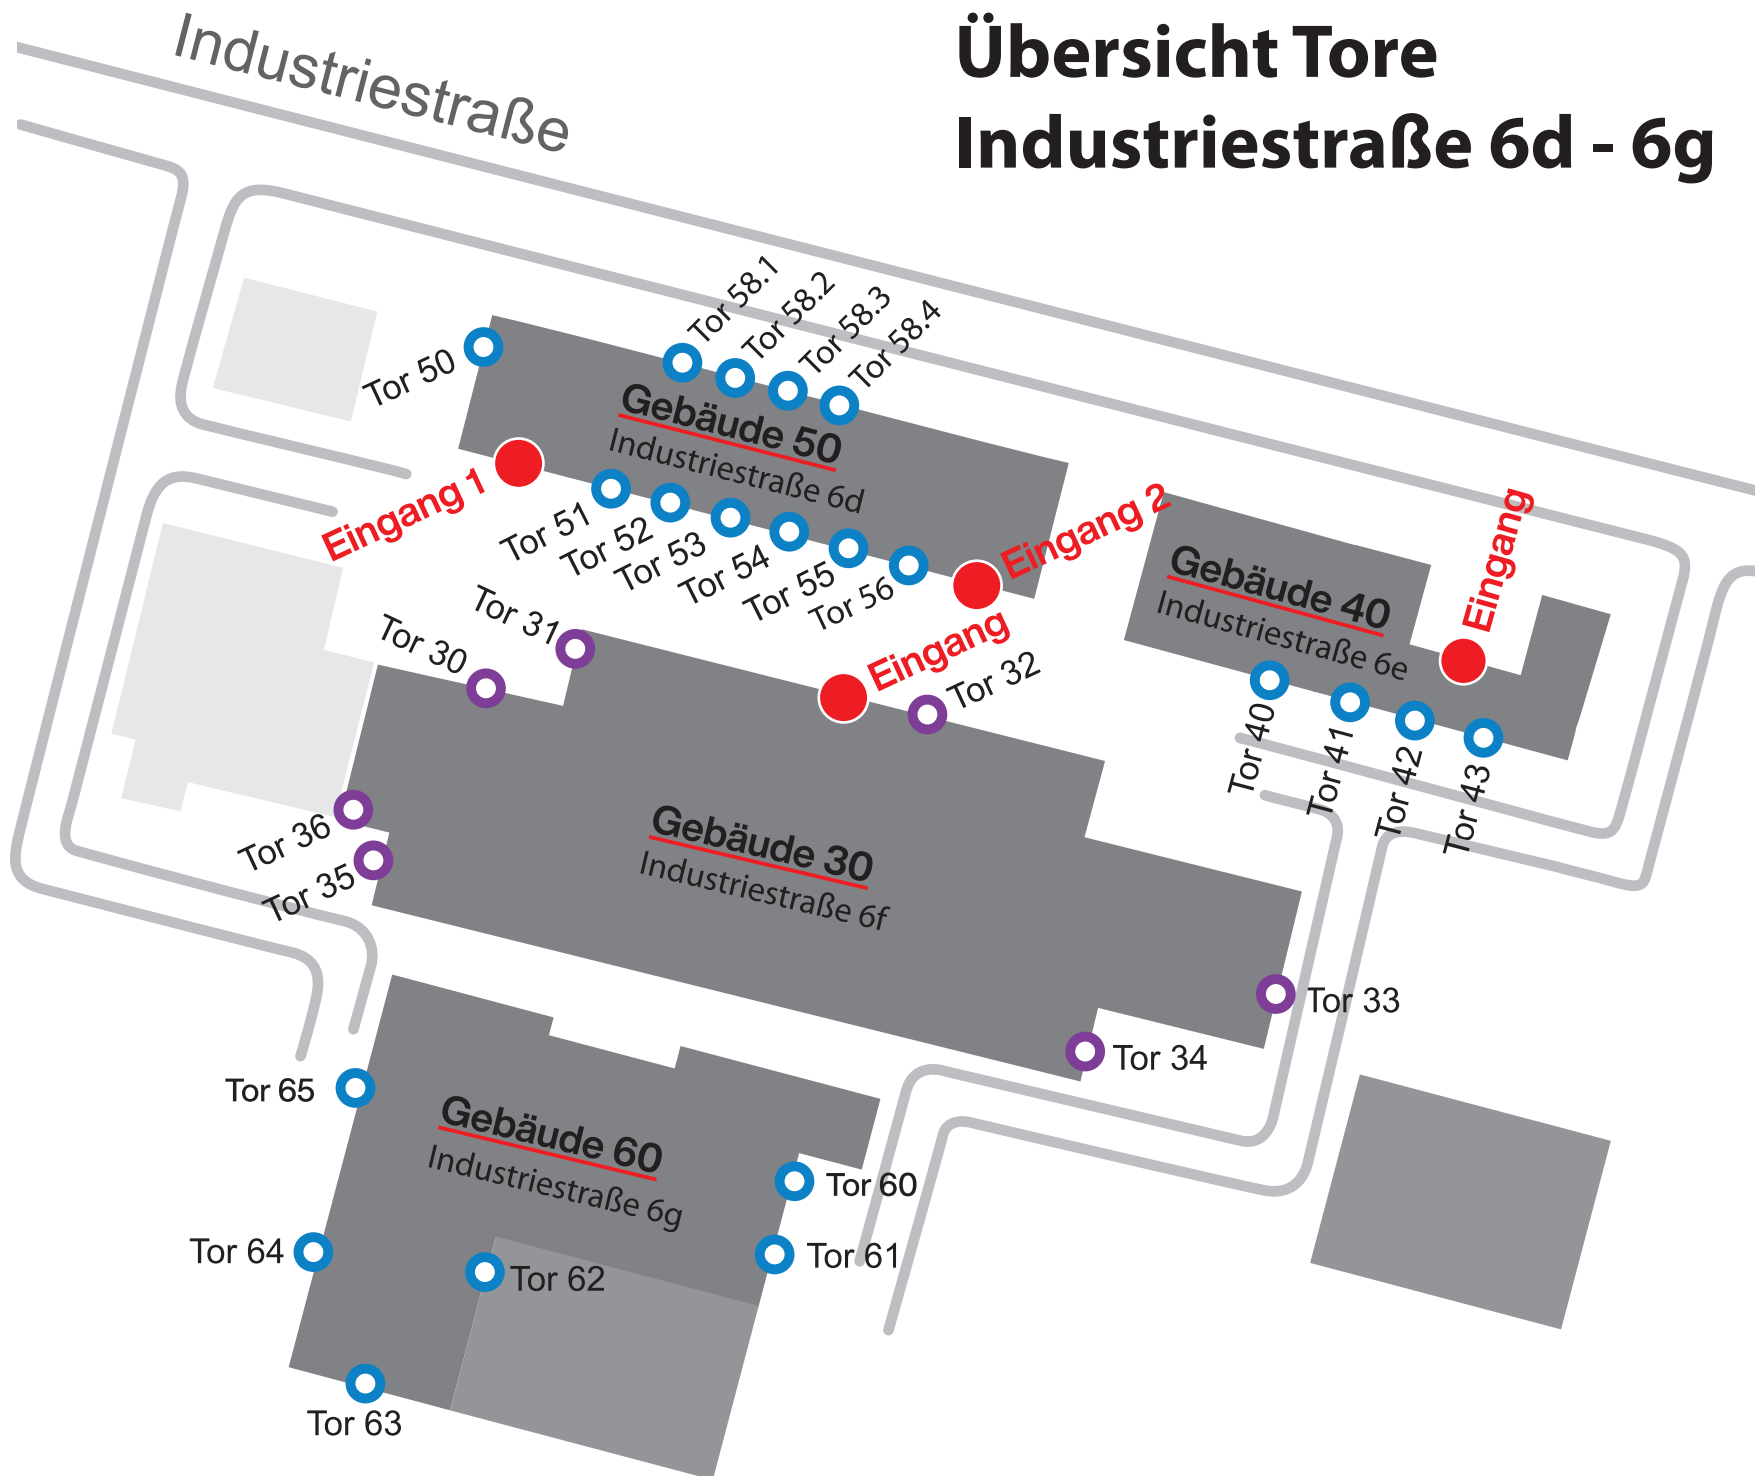 Übersicht Tore
Industriestraße 6d - 6g
Industriestraße
Tor 58.1
Tor 58.2
Tor 58.3
Tor 58.4
Tor 50
Gebäude 50
Industriestraße 6d
Eingang 1
Tor 51
Tor 52
Tor 53
Tor 54
Tor 55
Tor 56
Eingang 2
Gebäude 40
Industriestraße 6e
Eingang
Tor 40
Tor 41
Tor 42
Tor 43
Tor 30
Tor 31
Eingang
Tor 32
Gebäude 30
Industriestraße 6f
Tor 36
Tor 35
Tor 33
Tor 34
Tor 65
Gebäude 60
Industriestraße 6g
Tor 60
Tor 61
Tor 64
Tor 62
Tor 63